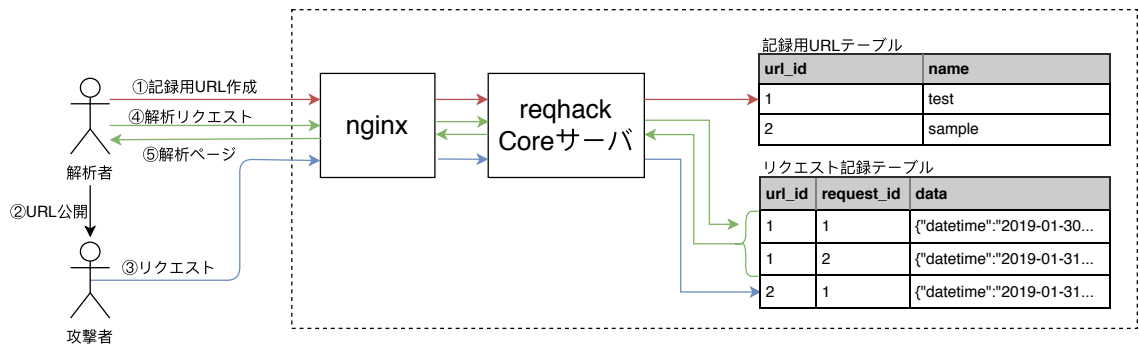 記録用URLテーブル
url_id name
1 test
2 sample
①記録用URL作成
④解析リクエスト
⑤解析ページ
解析者
nginx
reqhack
Coreサーバ
リクエスト記録テーブル
url_id request_id data
1 1 {"datetime":"2019-01-30...
1 2 {"datetime":"2019-01-31...
2 1 {"datetime":"2019-01-31...
②URL公開
③リクエスト
攻撃者